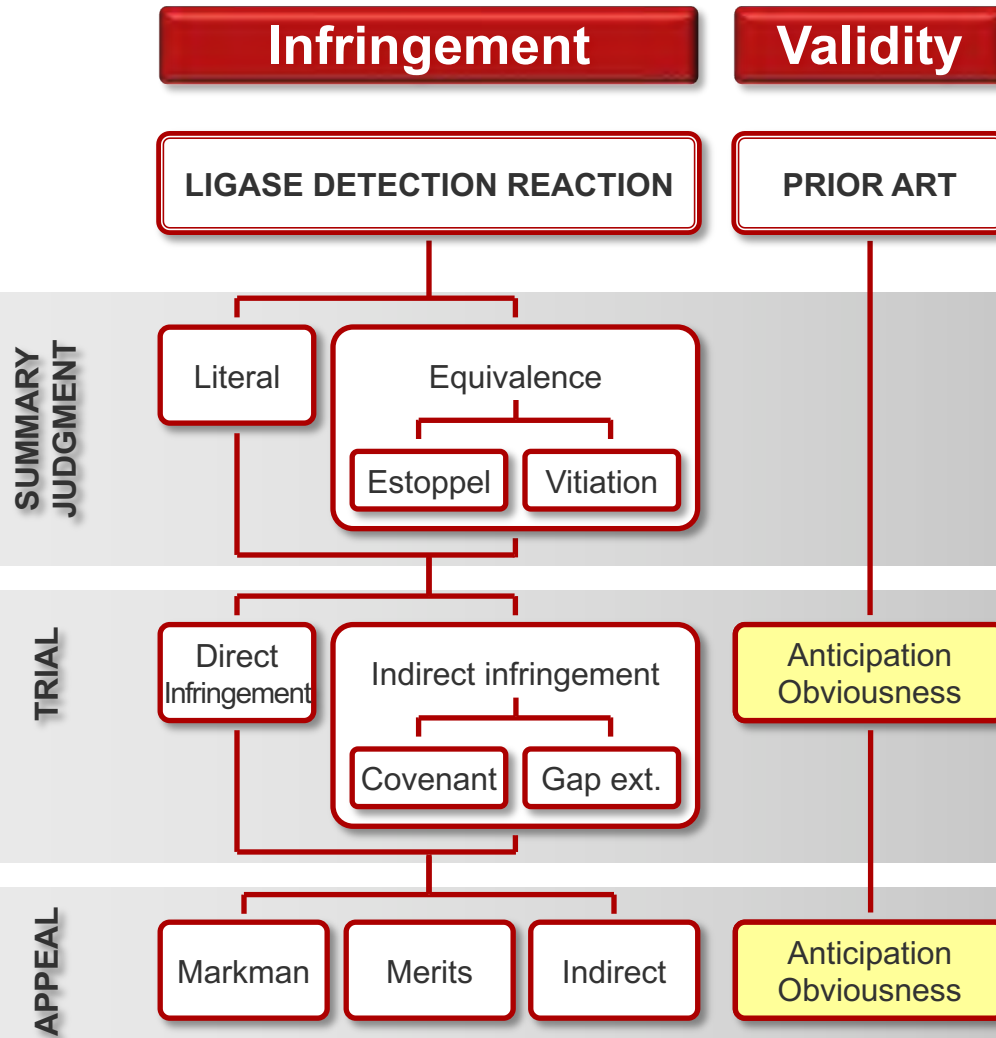 Infringement
Validity
LIGASE DETECTION REACTION
PRIOR ART
SUMMARY
JUDGMENT
Literal
Equivalence
Estoppel
Vitiation
TRIAL
Direct
Infringement
Indirect infringement
Covenant
Gap ext.
Anticipation
Obviousness
APPEAL
Markman
Merits
Indirect
Anticipation
Obviousness